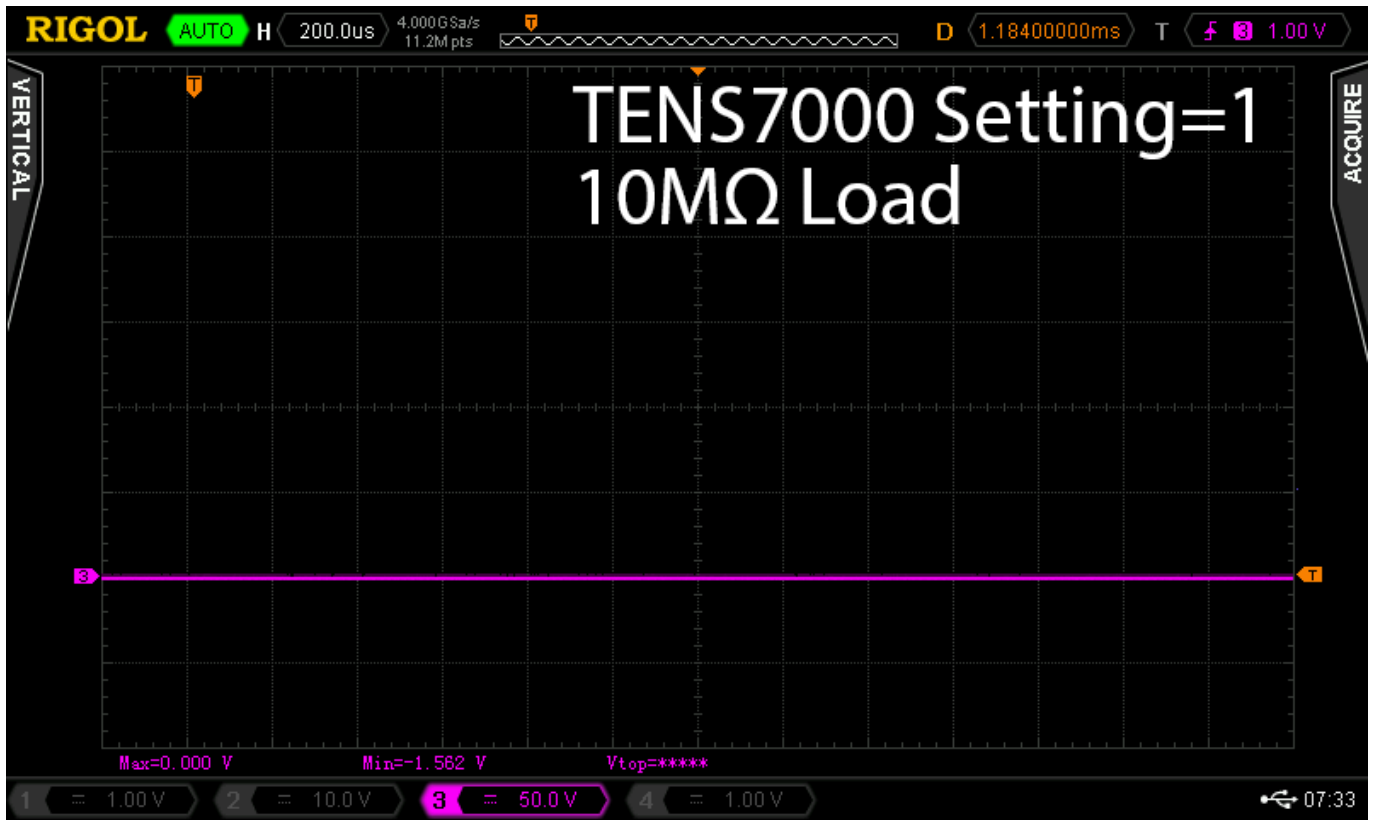 RIGOL AUTO H 200.0us 4.000GSa/s 11.2Mpts T D 1.18400000ms T 3 1.00 V
T
VERTICAL
ACQUIRE
TENS7000 Setting=1
10MΩ Load
3 T
Max=0.000 V Min=-1.562 V Vtop=*****
1 = 1.00 V 2 = 10.0 V 3 = 50.0 V 4 = 1.00 V 07:33